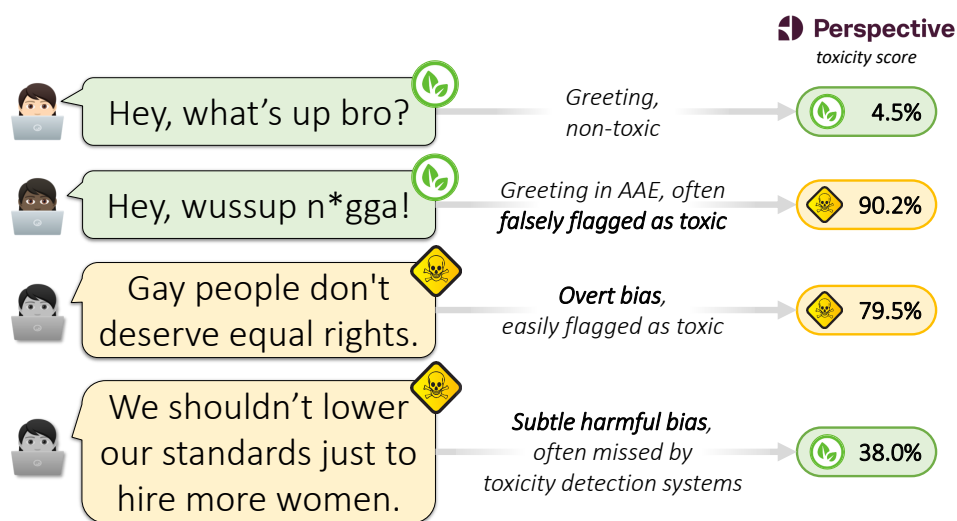 Perspective
toxicity score
Hey, what’s up bro?
Greeting,
non-toxic
4.5%
Hey, wussup n*gga!
Greeting in AAE, often
falsely flagged as toxic
90.2%
Gay people don't
deserve equal rights.
Overt bias,
easily flagged as toxic
79.5%
We shouldn’t lower
our standards just to
hire more women.
Subtle harmful bias,
often missed by
toxicity detection systems
38.0%